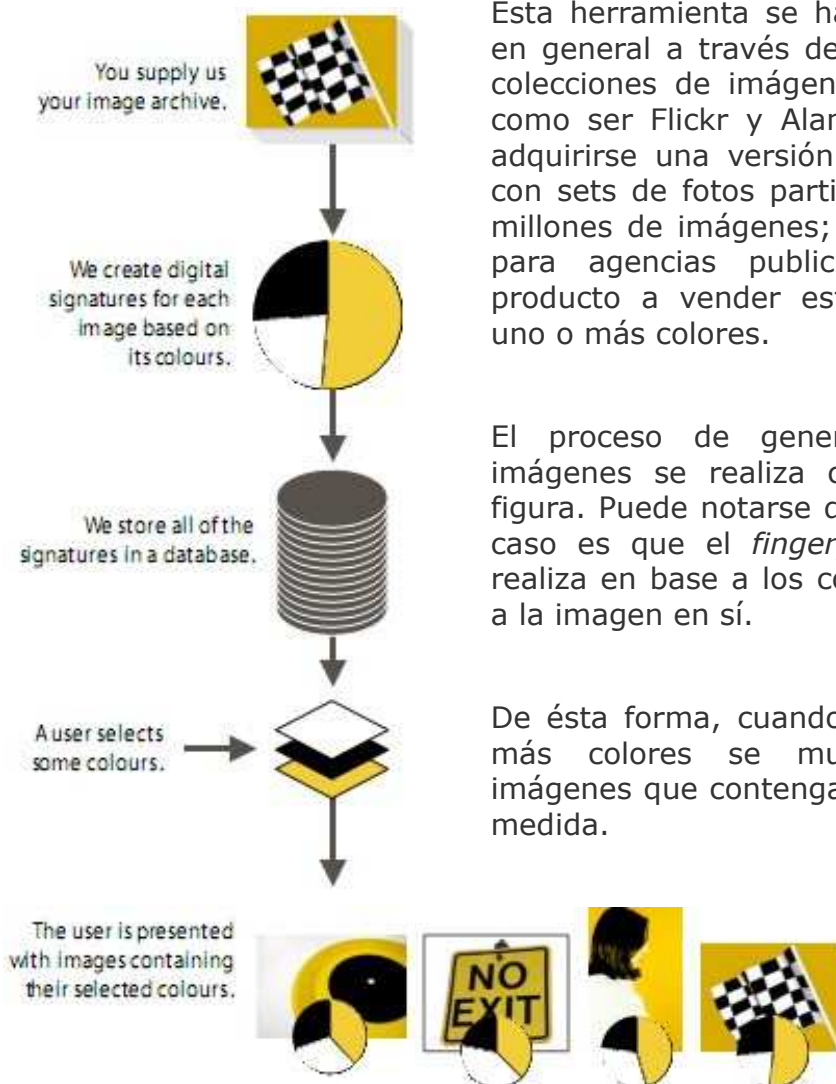 You supply us
your image archive.
We create digital
signatures for each
image based on
its colours.
We store all of the
signatures in a database.
A user selects
some colours.
The user is presented
with images containing
their selected colours.
NO
EXIT
Esta herramienta se ha
en general a través de
colecciones de imágen
como ser Flickr y Alan
adquirirse una versión
con sets de fotos parti
millones de imágenes;
para agencias public
producto a vender est
uno o más colores.
El proceso de gener
imágenes se realiza
figura. Puede notarse
caso es que el finger
realiza en base a los co
a la imagen en sí.
De ésta forma, cuando
más colores se mu
imágenes que contenga
medida.